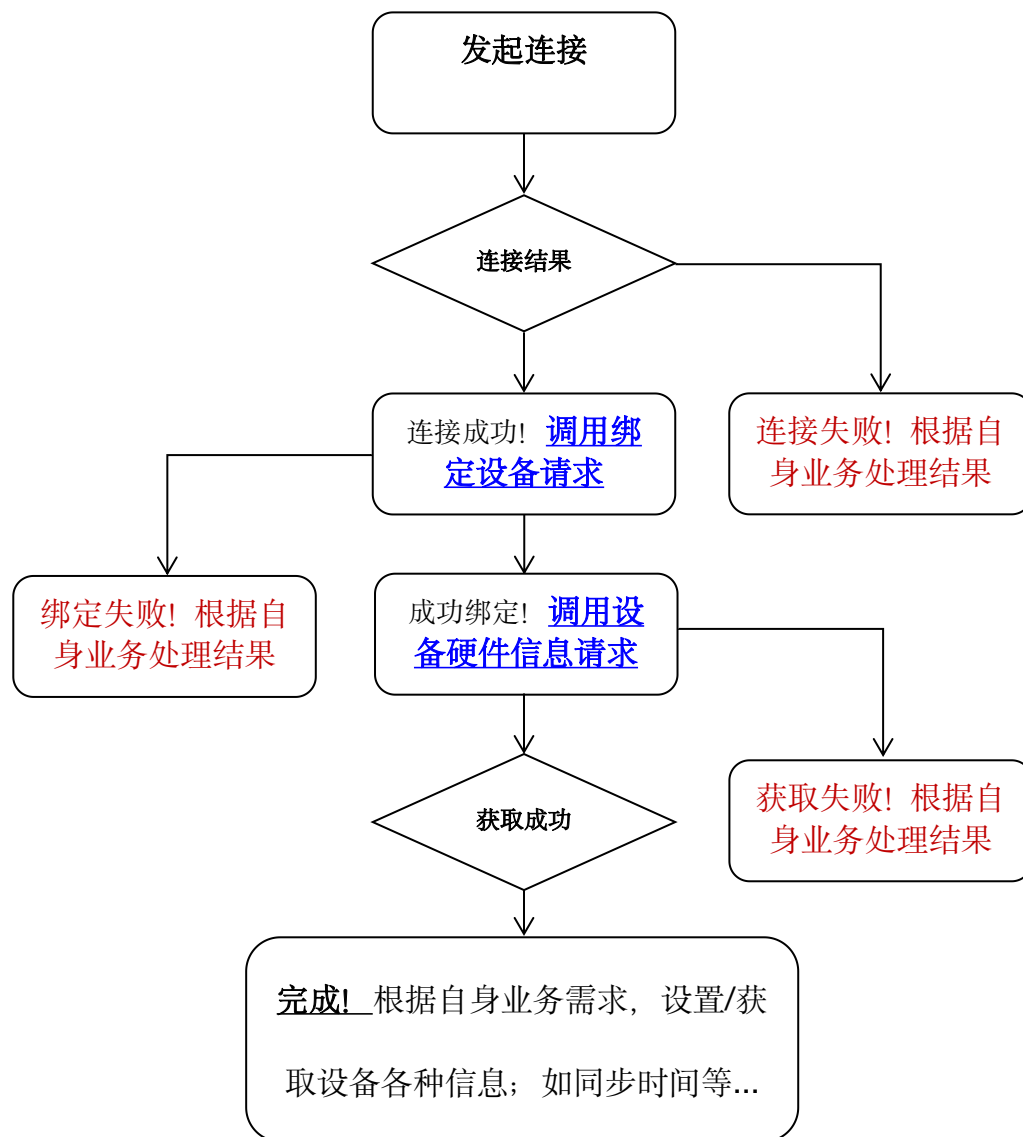 发起连接
连接结果
连接成功！调用绑
定设备请求
连接失败！根据自
身业务处理结果
绑定失败！根据自
身业务处理结果
成功绑定！调用设
备硬件信息请求
获取成功
获取失败！根据自
身业务处理结果
完成！根据自身业务需求，设置/获
取设备各种信息；如同步时间等...